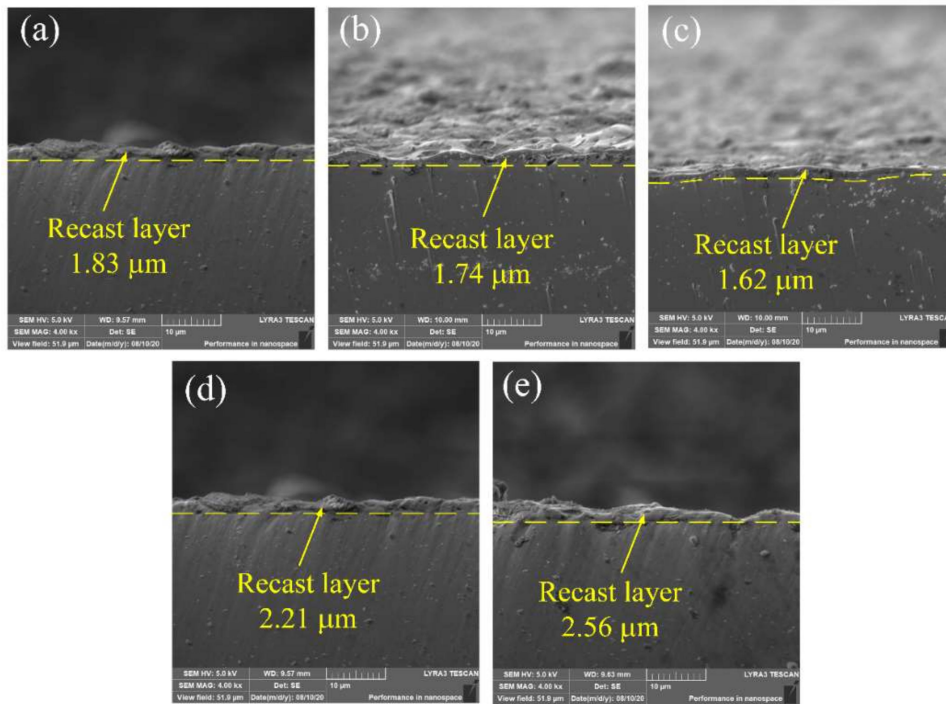 (a)
Recast layer
1.83 μm
SEM HV: 5.0 kV WD: 9.57 mm LYRA3 TESCAN
SEM MAG: 4.00 kx Det: SE 10 μm
View field: 51.9 μm Date(m/d/y): 08/10/20 Performance in nanospace
(b)
Recast layer
1.74 μm
SEM HV: 5.0 kV WD: 10.00 mm LYRA3 TESCAN
SEM MAG: 4.00 kx Det: SE 10 μm
View field: 51.9 μm Date(m/d/y): 08/10/20 Performance in nanospace
(c)
Recast layer
1.62 μm
SEM HV: 5.0 kV WD: 10.00 mm LYRA3 TESCAN
SEM MAG: 4.00 kx Det: SE 10 μm
View field: 51.9 μm Date(m/d/y): 08/10/20 Performance in nanospace
(d)
Recast layer
2.21 μm
SEM HV: 5.0 kV WD: 9.57 mm LYRA3 TESCAN
SEM MAG: 4.00 kx Det: SE 10 μm
View field: 51.9 μm Date(m/d/y): 08/10/20 Performance in nanospace
(e)
Recast layer
2.56 μm
SEM HV: 5.0 kV WD: 9.63 mm LYRA3 TESCAN
SEM MAG: 4.00 kx Det: SE 10 μm
View field: 51.9 μm Date(m/d/y): 08/10/20 Performance in nanospace